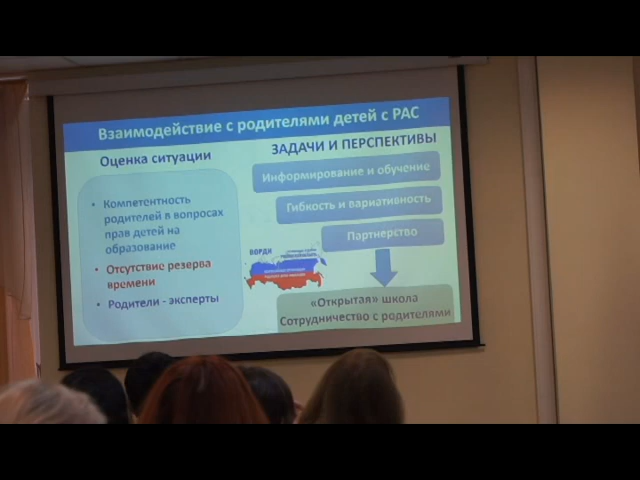 Взаимодействие с родителями детей с РАС
Оценка ситуации
• Компетентность
родителей в вопросах
прав детей на
образование
• Отсутствие резерва
времени
• Родители - эксперты
ЗАДАЧИ И ПЕРСПЕКТИВЫ
Информирование и обучение
Гибкость и вариативность
Партнерство
ВОРДИ
«Открытая» школа
Сотрудничество с родителями